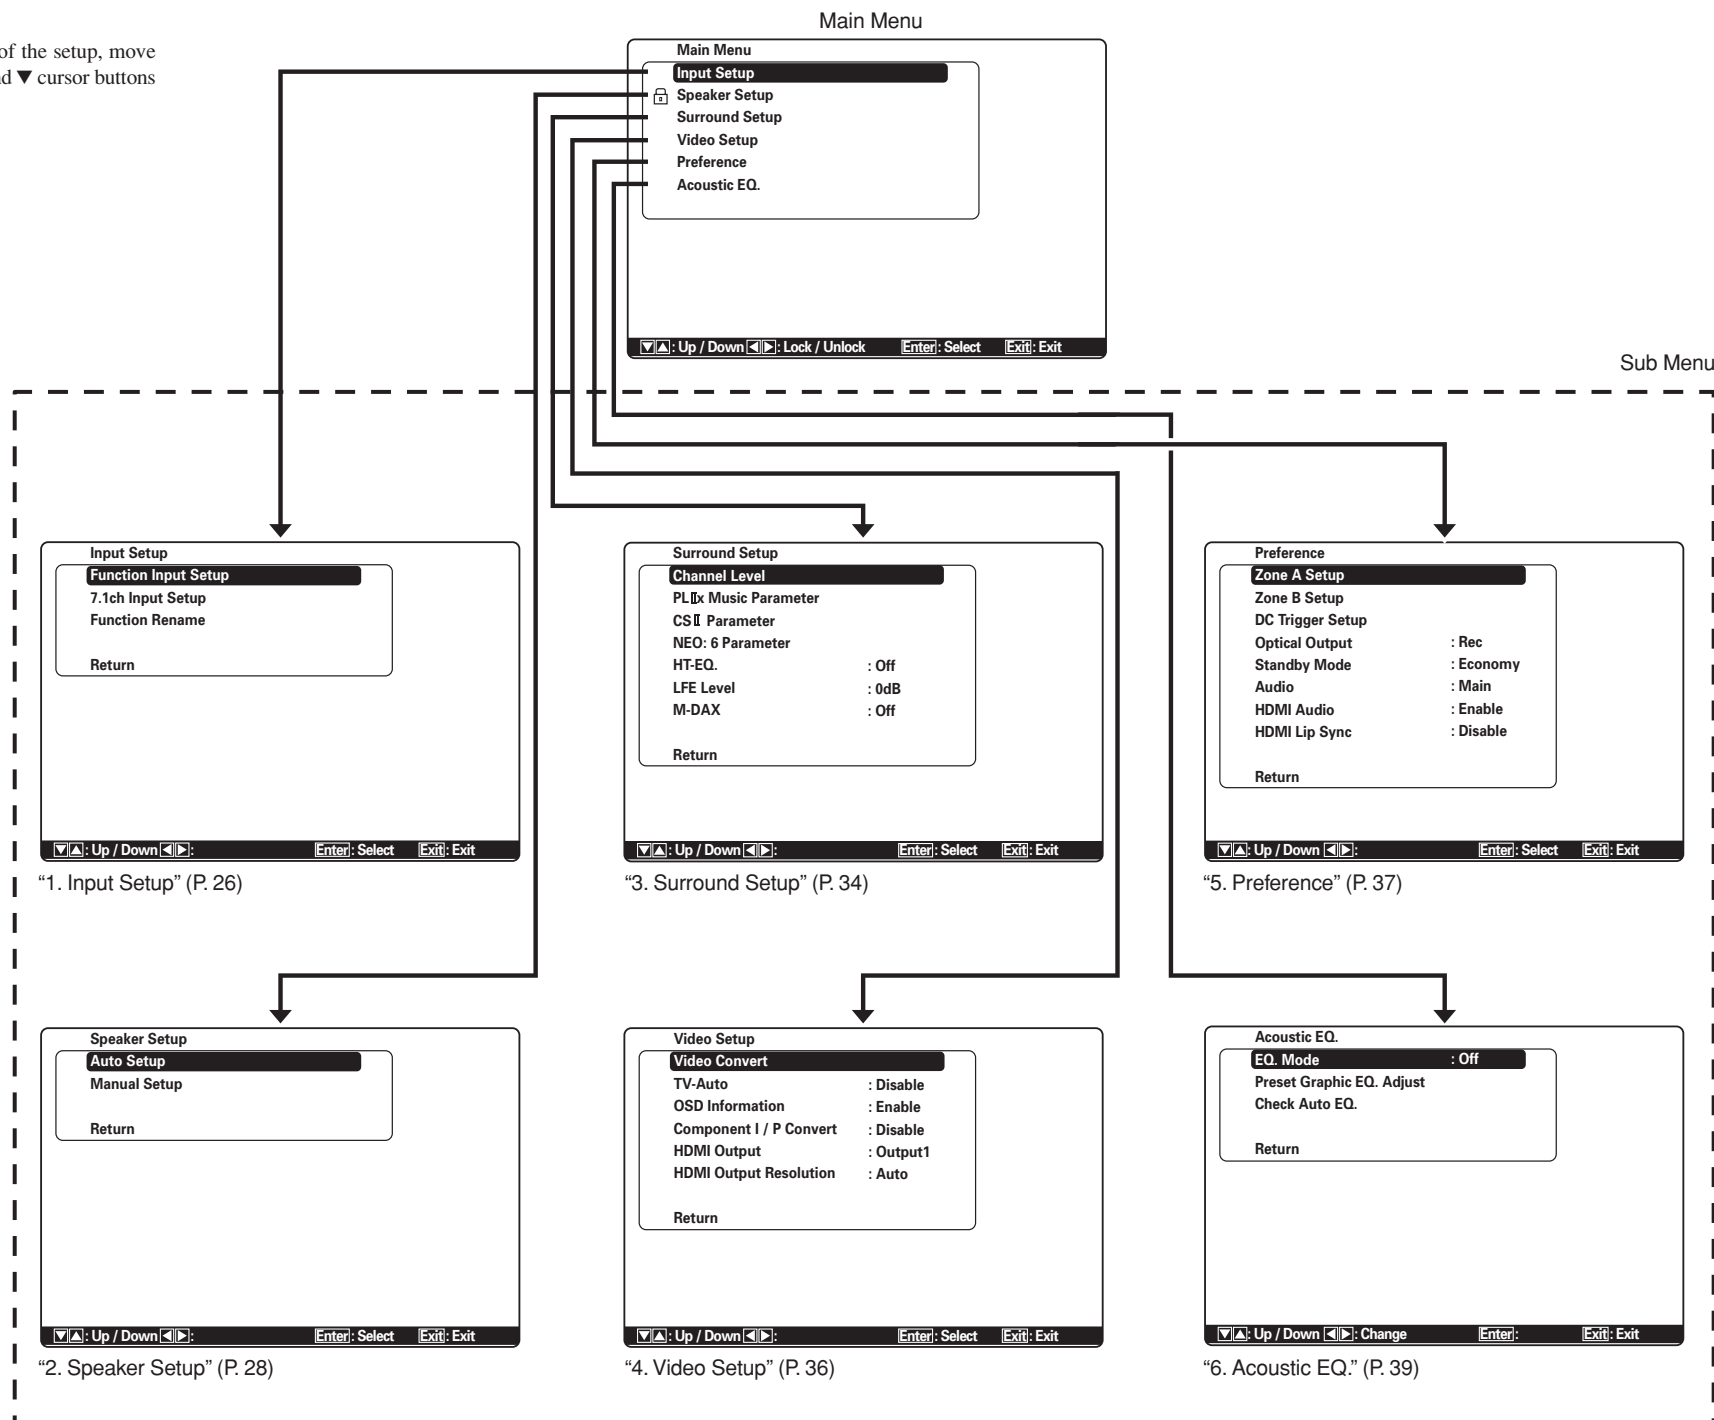 Main Menu
of the setup, move
nd ▼ cursor buttons
Main Menu
Input Setup
Speaker Setup
Surround Setup
Video Setup
Preference
Acoustic EQ.
▼▲: Up / Down ◀▶: Lock / Unlock Enter: Select Exit: Exit
Sub Menu
Input Setup
Function Input Setup
7.1ch Input Setup
Function Rename
Return
▼▲: Up / Down ◀▶: Enter: Select Exit: Exit
“1. Input Setup” (P. 26)
Surround Setup
Channel Level
PLⅡx Music Parameter
CSⅡ Parameter
NEO: 6 Parameter
HT-EQ. : Off
LFE Level : 0dB
M-DAX : Off
Return
▼▲: Up / Down ◀▶: Enter: Select Exit: Exit
“3. Surround Setup” (P. 34)
Preference
Zone A Setup
Zone B Setup
DC Trigger Setup
Optical Output : Rec
Standby Mode : Economy
Audio : Main
HDMI Audio : Enable
HDMI Lip Sync : Disable
Return
▼▲: Up / Down ◀▶: Enter: Select Exit: Exit
“5. Preference” (P. 37)
Speaker Setup
Auto Setup
Manual Setup
Return
▼▲: Up / Down ◀▶: Enter: Select Exit: Exit
“2. Speaker Setup” (P. 28)
Video Setup
Video Convert
TV-Auto : Disable
OSD Information : Enable
Component I / P Convert : Disable
HDMI Output : Output1
HDMI Output Resolution : Auto
Return
▼▲: Up / Down ◀▶: Enter: Select Exit: Exit
“4. Video Setup” (P. 36)
Acoustic EQ.
EQ. Mode : Off
Preset Graphic EQ. Adjust
Check Auto EQ.
Return
▼▲: Up / Down ◀▶: Change Enter: Exit: Exit
“6. Acoustic EQ.” (P. 39)